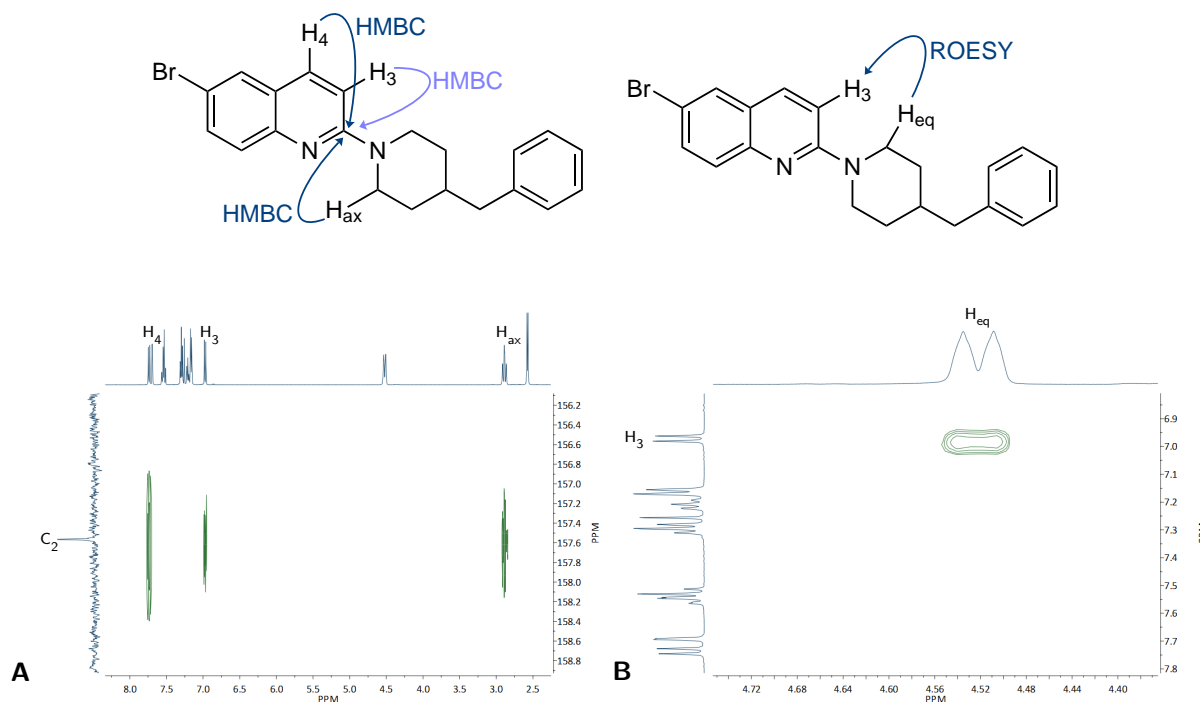 H4 HMBC
Br H3 HMBC
N N
HMBC Hax
ROESY
Br H3 Heq
N N
H4 H3 Hax
C2
156.2
156.4
156.6
156.8
157.0
157.2
157.4
157.6
157.8
158.0
158.2
158.4
158.6
158.8
PPM
8.0 7.5 7.0 6.5 6.0 5.5 5.0 4.5 4.0 3.5 3.0 2.5
PPM
A
Heq
H3
6.9
7.0
7.1
7.2
7.3
7.4
7.5
7.6
7.7
7.8
PPM
4.72 4.68 4.64 4.60 4.56 4.52 4.48 4.44 4.40
PPM
B